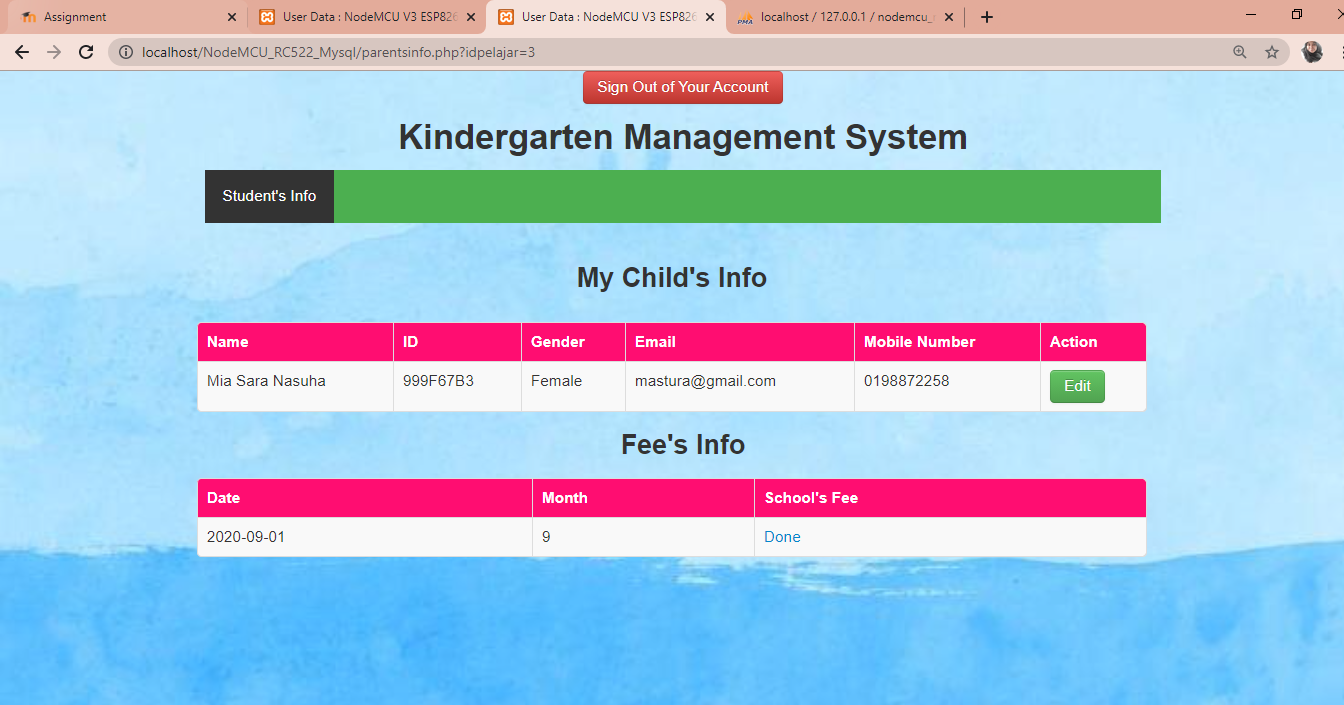 Assignment
User Data : NodeMCU V3 ESP826
User Data : NodeMCU V3 ESP826
localhost / 127.0.0.1 / nodemcu_
localhost/NodeMCU_RC522_Mysql/parentsinfo.php?idpelajar=3
Sign Out of Your Account
Kindergarten Management System
Student's Info
My Child's Info
Name ID Gender Email Mobile Number Action
Mia Sara Nasuha 999F67B3 Female mastura@gmail.com 0198872258 Edit
Fee's Info
Date Month School's Fee
2020-09-01 9 Done